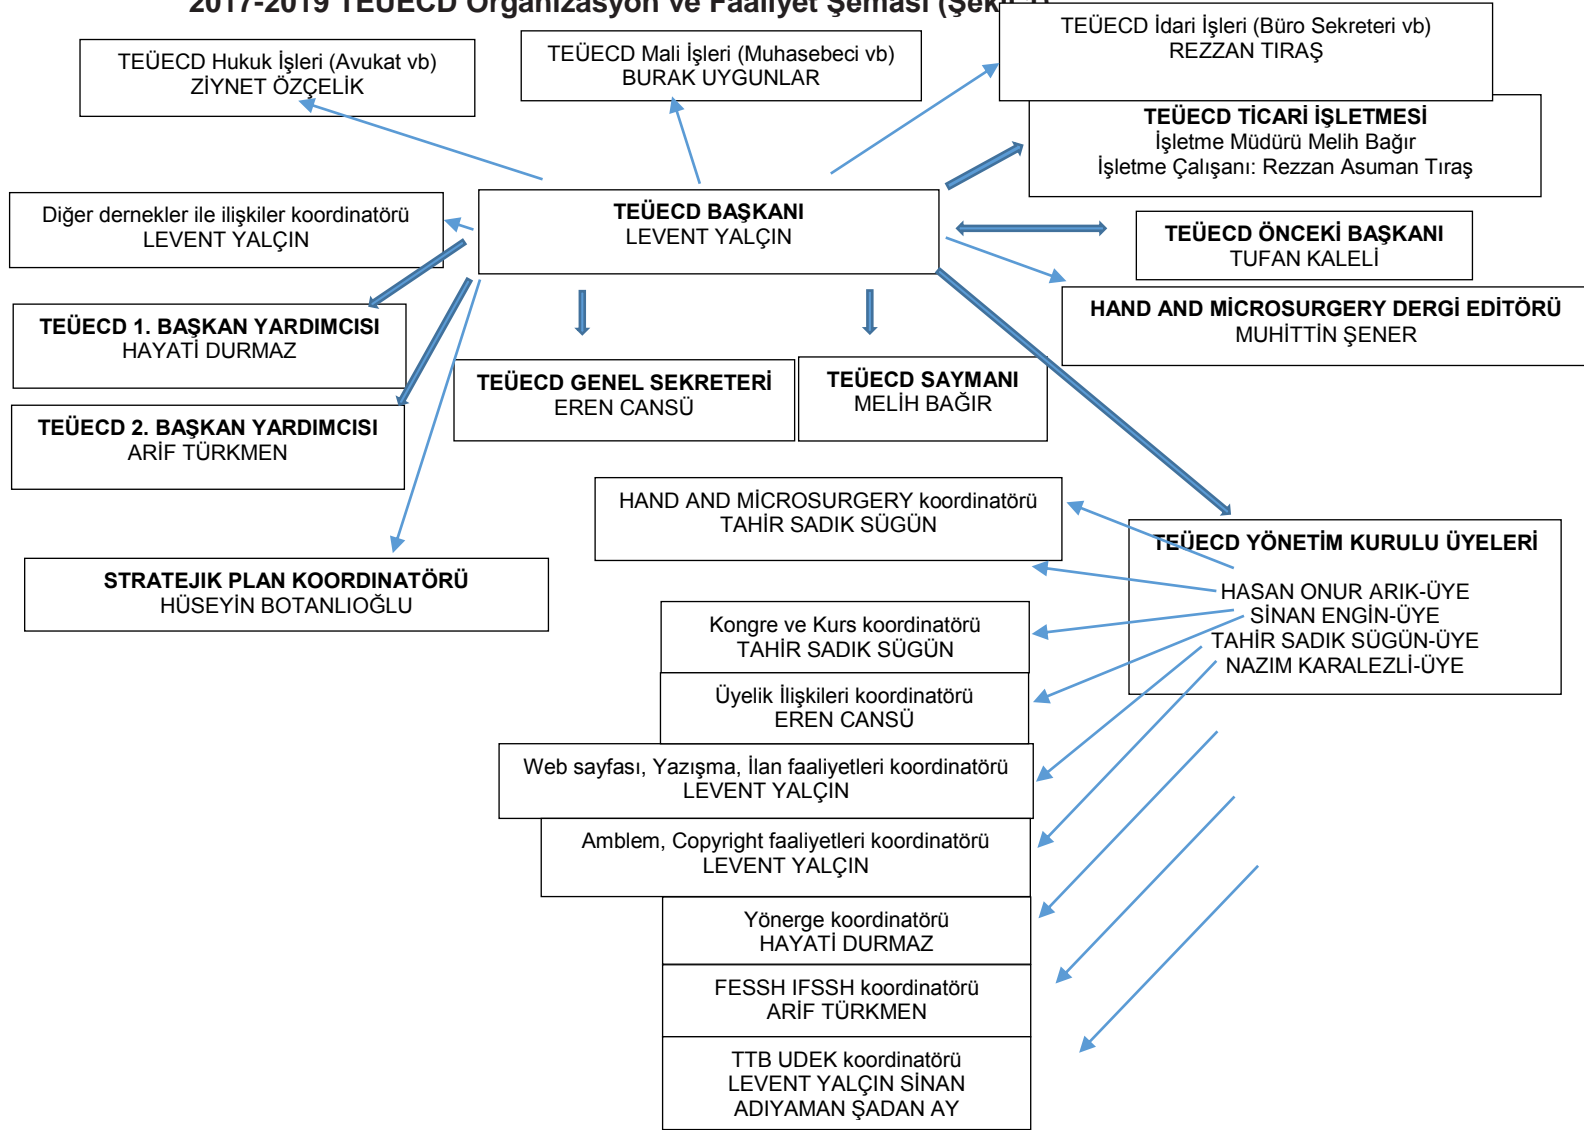 2017-2019 TEÜECD Organizasyon ve Faaliyet Şeması (Şekil
TEÜECD Hukuk İşleri (Avukat vb)
ZİYNET ÖZÇELİK
TEÜECD Mali İşleri (Muhasebeci vb)
BURAK UYGUNLAR
TEÜECD İdari İşleri (Büro Sekreteri vb)
REZZAN TIRAŞ
TEÜECD TİCARİ İŞLETMESİ
İşletme Müdürü Melih Bağır
İşletme Çalışanı: Rezzan Asuman Tıraş
Diğer dernekler ile ilişkiler koordinatörü
LEVENT YALÇIN
TEÜECD BAŞKANI
LEVENT YALÇIN
TEÜECD ÖNCEKİ BAŞKANI
TUFAN KALELİ
HAND AND MİCROSURGERY DERGİ EDİTÖRÜ
MUHİTTİN ŞENER
TEÜECD 1. BAŞKAN YARDIMCISI
HAYATİ DURMAZ
TEÜECD GENEL SEKRETERİ
EREN CANSÜ
TEÜECD SAYMANI
MELİH BAĞIR
TEÜECD 2. BAŞKAN YARDIMCISI
ARİF TÜRKMEN
HAND AND MİCROSURGERY koordinatörü
TAHİR SADIK SÜGÜN
STRATEJIK PLAN KOORDINATÖRÜ
HÜSEYİN BOTANLIOĞLU
TEÜECD YÖNETİM KURULU ÜYELERİ
HASAN ONUR ARIK-ÜYE
SİNAN ENGİN-ÜYE
TAHİR SADIK SÜGÜN-ÜYE
NAZIM KARALEZLİ-ÜYE
Kongre ve Kurs koordinatörü
TAHİR SADIK SÜGÜN
Üyelik İlişkileri koordinatörü
EREN CANSÜ
Web sayfası, Yazışma, İlan faaliyetleri koordinatörü
LEVENT YALÇIN
Amblem, Copyright faaliyetleri koordinatörü
LEVENT YALÇIN
Yönerge koordinatörü
HAYATİ DURMAZ
FESSH IFSSH koordinatörü
ARİF TÜRKMEN
TTB UDEK koordinatörü
LEVENT YALÇIN SİNAN
ADIYAMAN ŞADAN AY